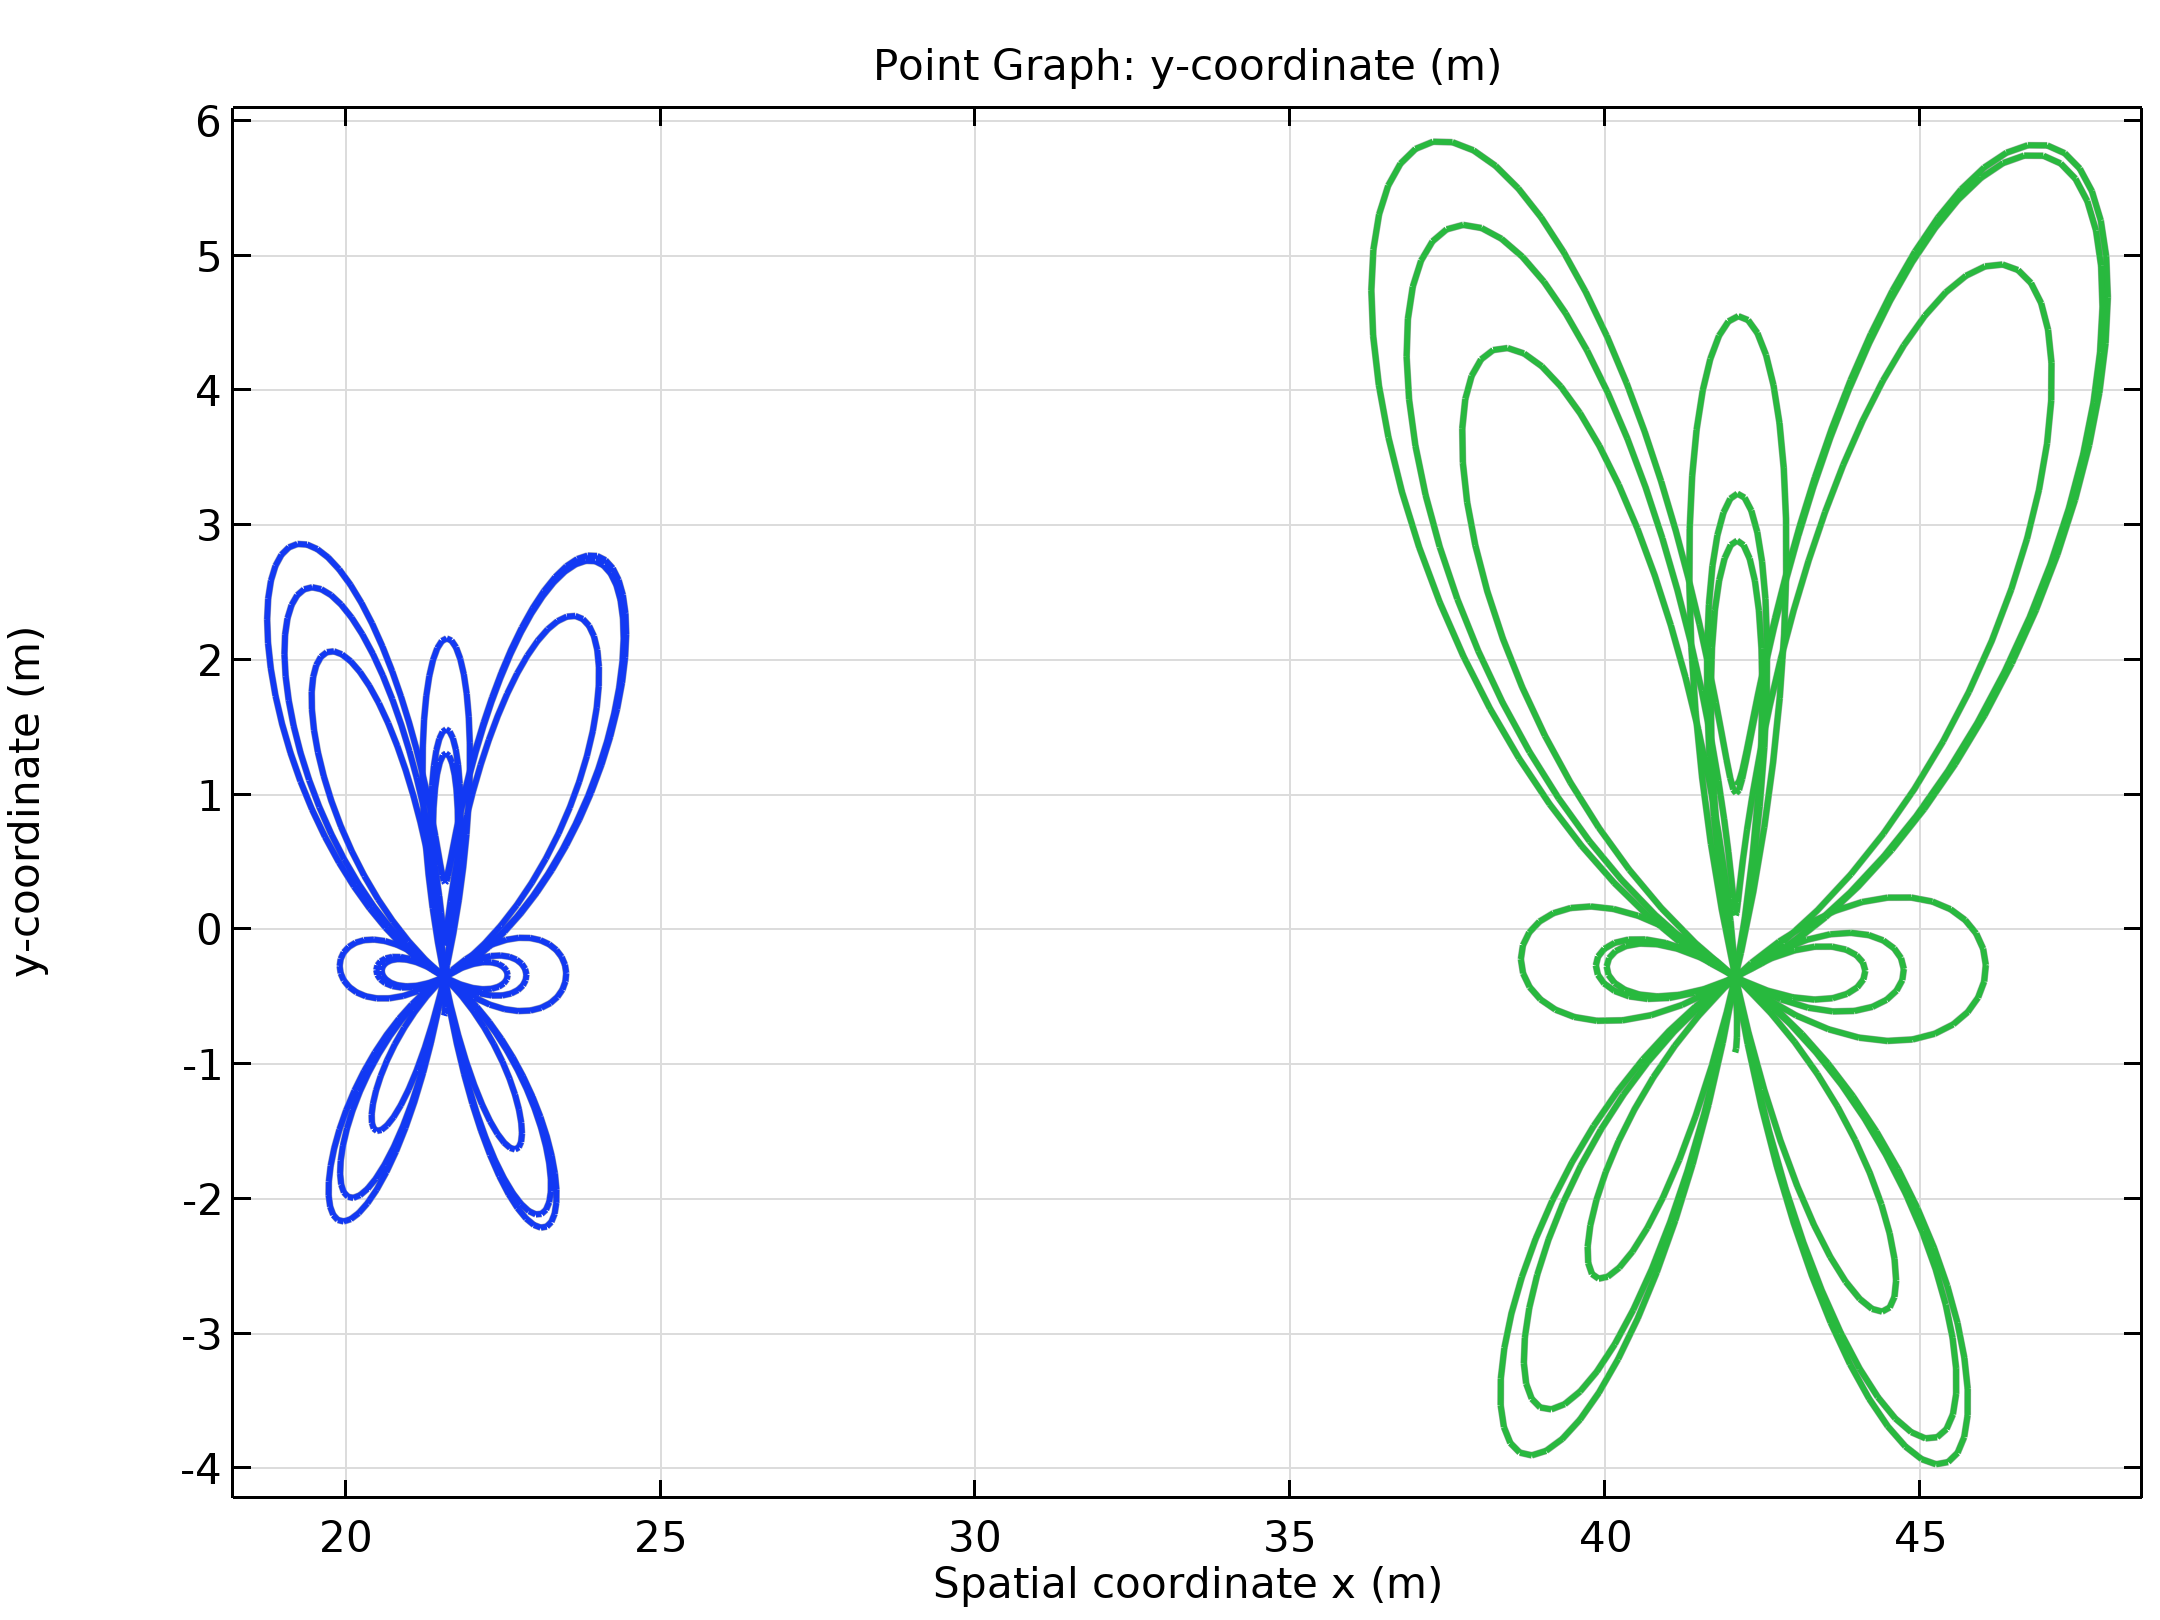 Point Graph: y-coordinate (m)
6
5
4
3
2
1
0
-1
-2
-3
-4
y-coordinate (m)
20 25 30 35 40 45
Spatial coordinate x (m)